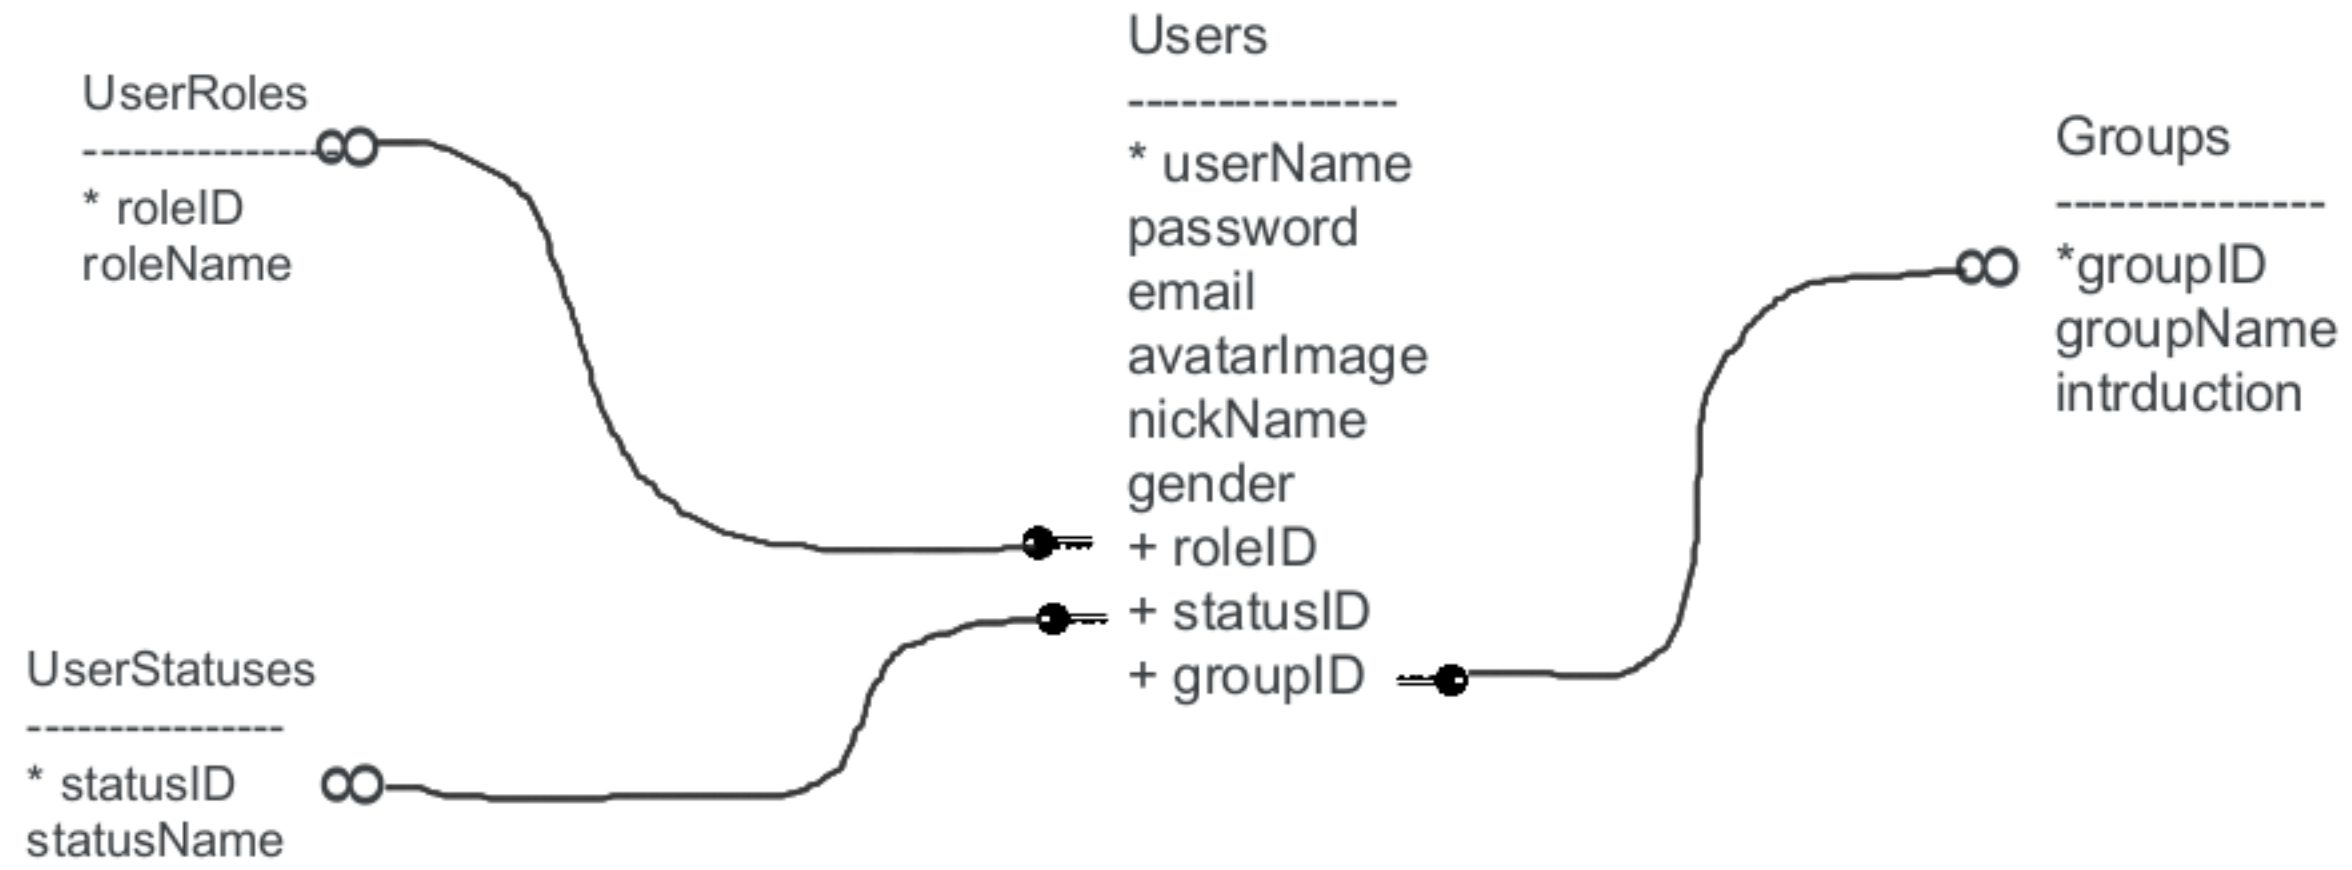 UserRoles
----------------
* roleID
roleName
UserStatuses
----------------
* statusID
statusName
Users
---------------
* userName
password
email
avatarImage
nickName
gender
+ roleID
+ statusID
+ groupID
Groups
---------------
*groupID
groupName
intrduction